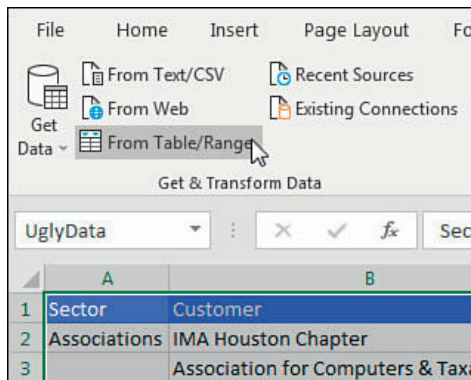 File Home Insert Page Layout Fo
From Text/CSV Recent Sources
From Web Existing Connections
Get
Data From Table/Range
Get & Transform Data
UglyData fx Sec
A B
1 Sector Customer
2 Associations IMA Houston Chapter
3 Association for Computers & Taxa